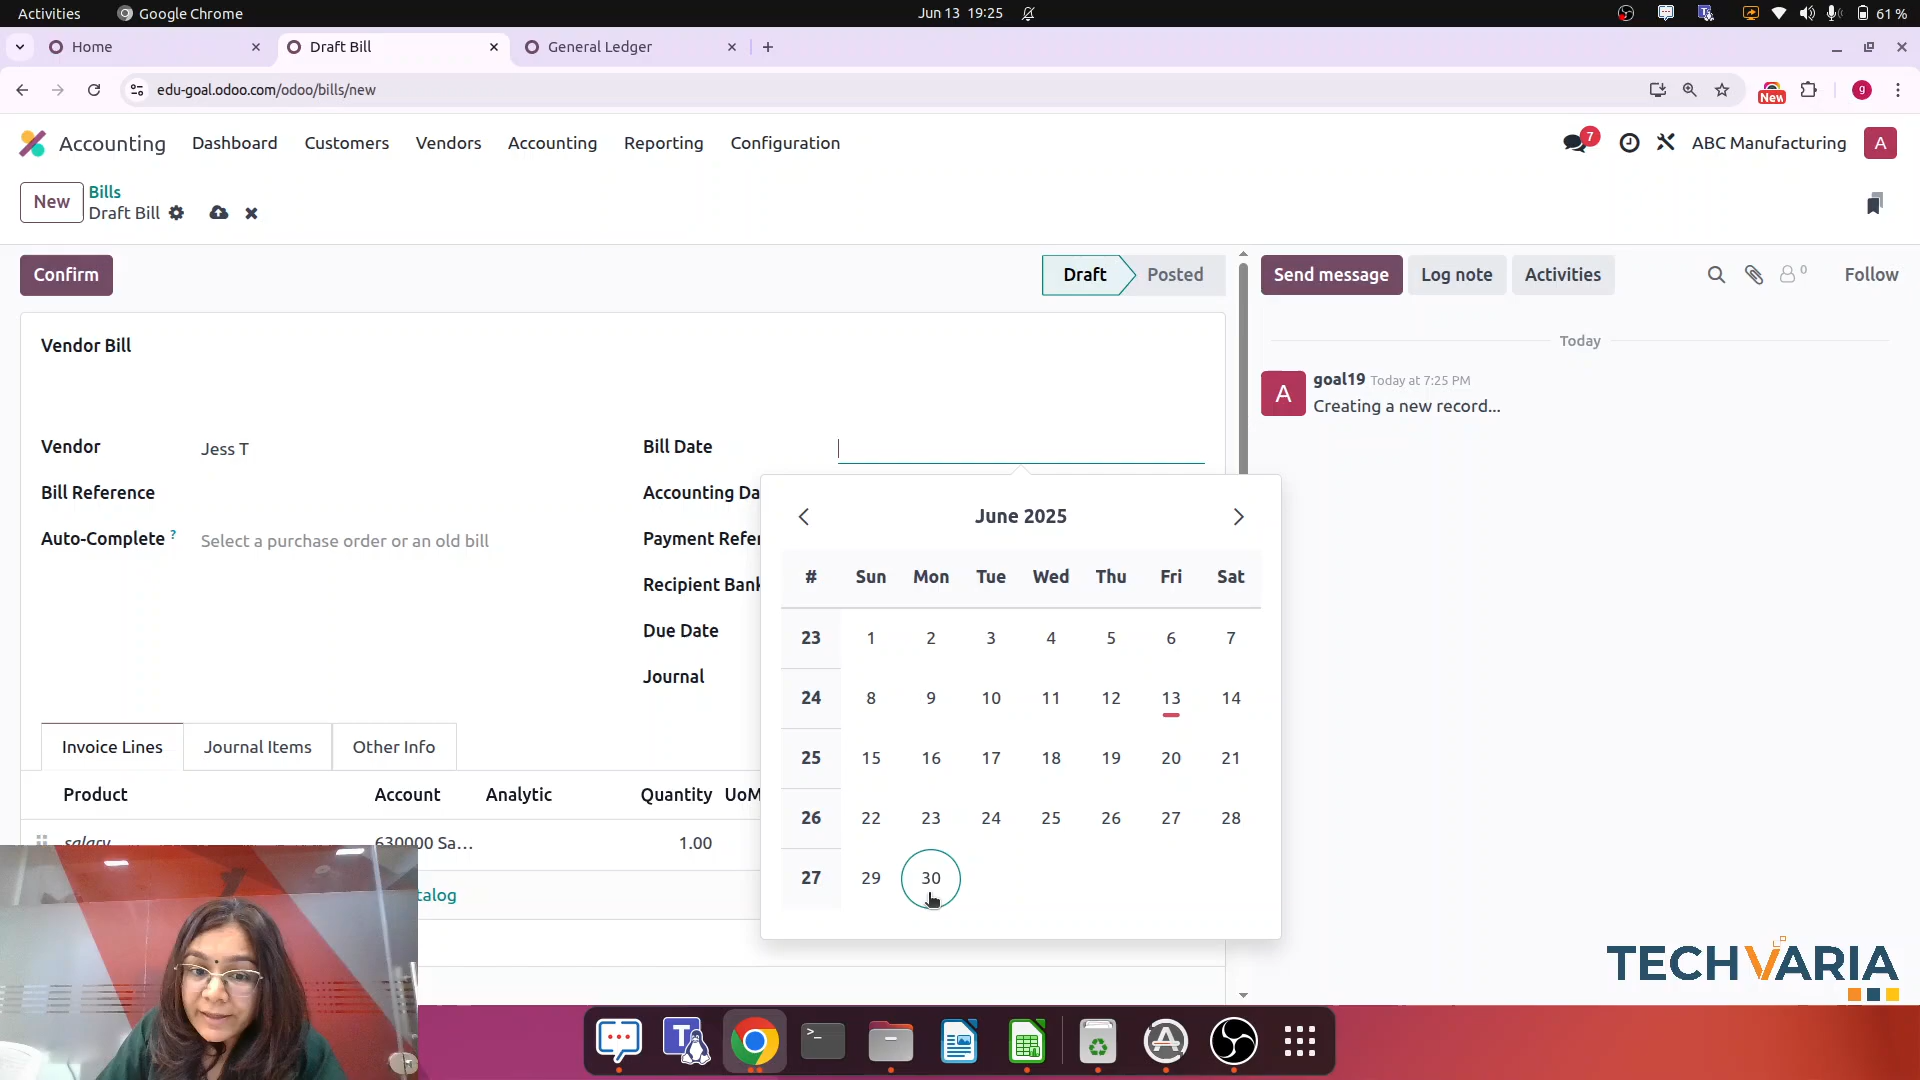 Activities
Google Chrome
Jun 13 19:25
61 %
Home
Draft Bill
General Ledger
edu-goal.odoo.com/odoo/bills/new
New
g
Accounting
Dashboard
Customers
Vendors
Accounting
Reporting
Configuration
7
ABC Manufacturing
A
New
Bills
Draft Bill
Confirm
Draft
Posted
Send message
Log note
Activities
0
Follow
Vendor Bill
Today
A
goal19 Today at 7:25 PM
Creating a new record...
Vendor
Jess T
Bill Date
Bill Reference
Accounting Da
Auto-Complete ?
Select a purchase order or an old bill
Payment Refer
Recipient Bank
Due Date
Journal
June 2025
# Sun Mon Tue Wed Thu Fri Sat
23 1 2 3 4 5 6 7
24 8 9 10 11 12 13 14
25 15 16 17 18 19 20 21
26 22 23 24 25 26 27 28
27 29 30
Invoice Lines
Journal Items
Other Info
Product
Account
Analytic
Quantity
UoM
salary
630000 Sa...
1.00
talog
TECHVARIA